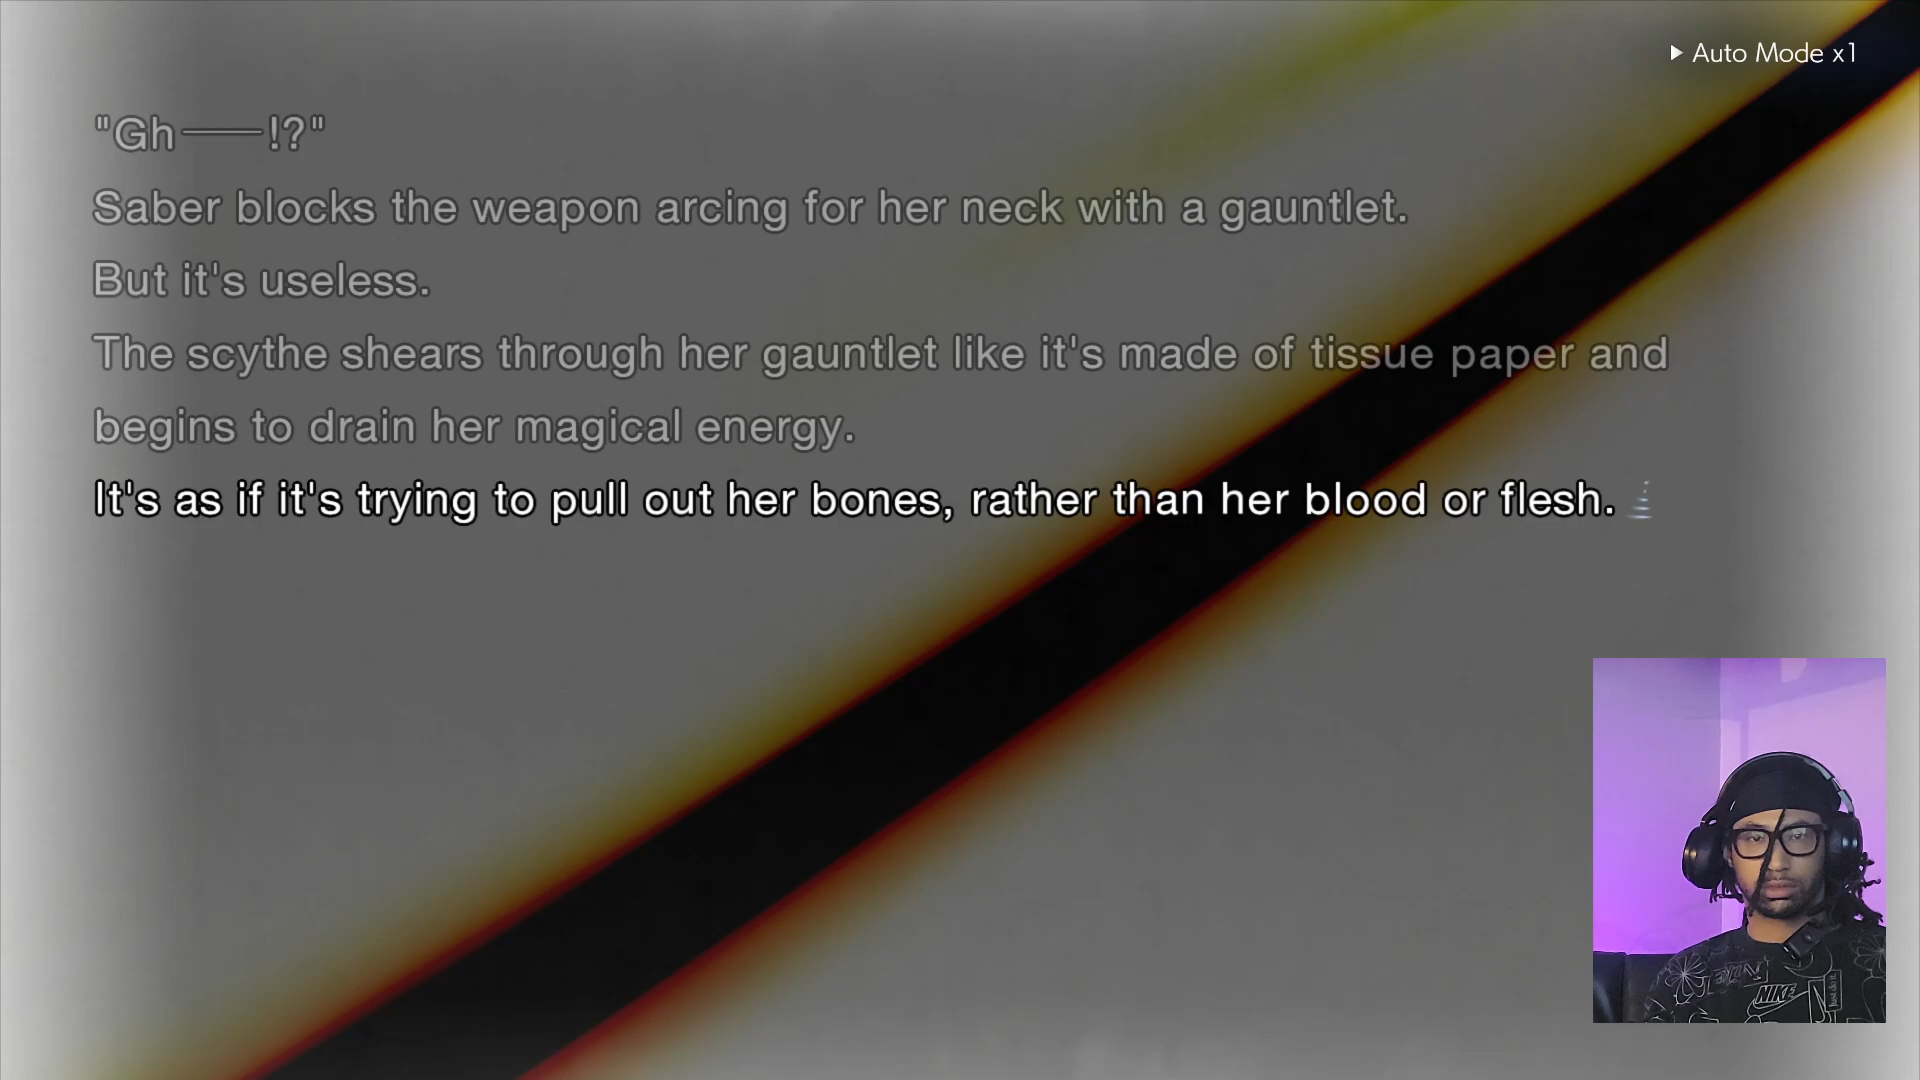 Auto Mode x1
"Gh——!?"
Saber blocks the weapon arcing for her neck with a gauntlet.
But it's useless.
The scythe shears through her gauntlet like it's made of tissue paper and
begins to drain her magical energy.
It's as if it's trying to pull out her bones, rather than her blood or flesh.
NIKE